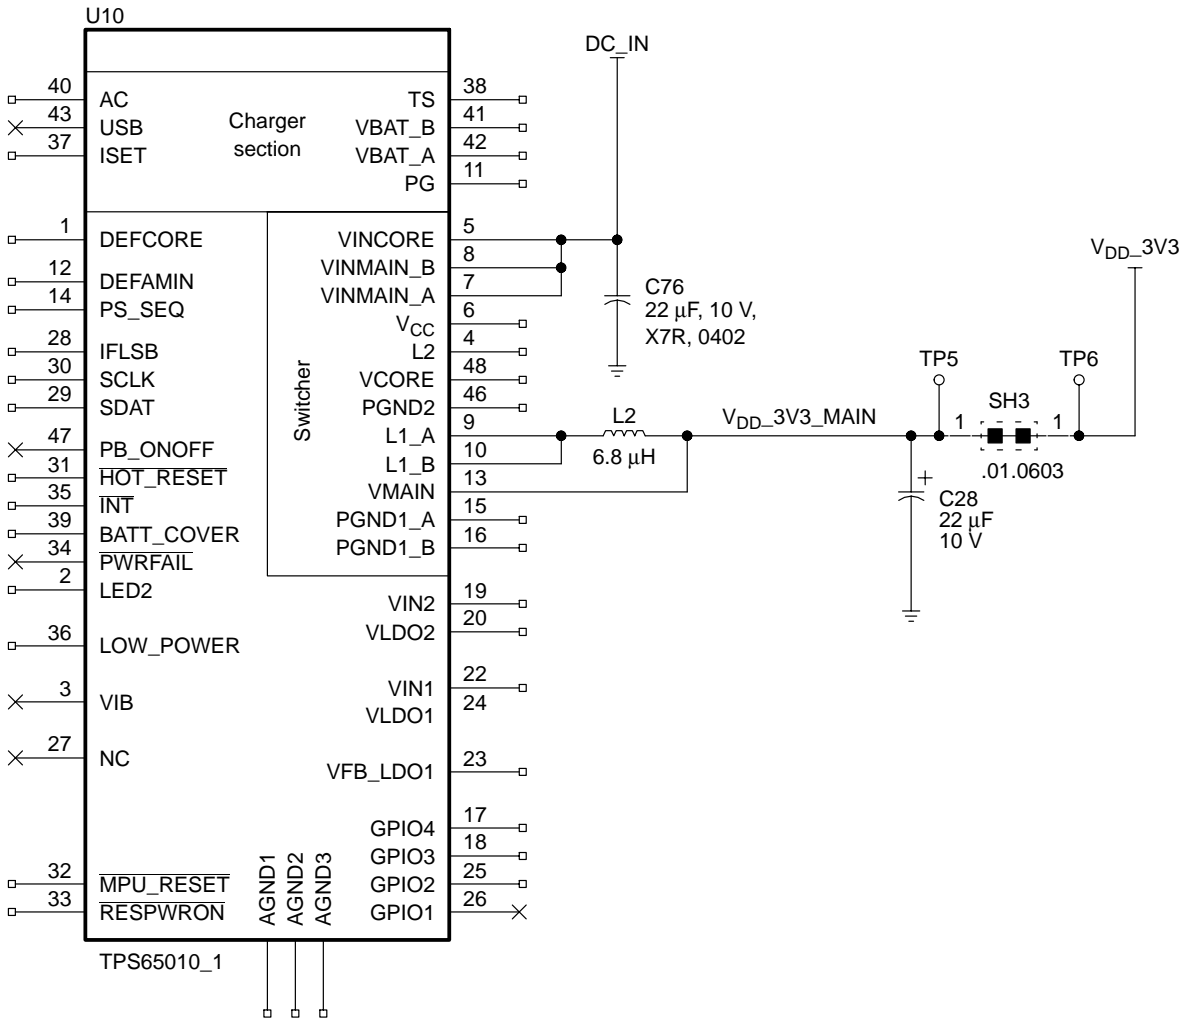 U10
DC_IN
40 AC
43 USB
37 ISET
Charger
section
TS 38
VBAT_B 41
VBAT_A 42
PG 11
1 DEFCORE
12 DEFAMIN
14 PS_SEQ
28 IFLSB
30 SCLK
29 SDAT
47 PB_ONOFF
31 HOT_RESET
35 INT
39 BATT_COVER
34 PWRFAIL
2 LED2
36 LOW_POWER
3 VIB
27 NC
32 MPU_RESET
33 RESPWRON
Switcher
VINCORE 5
VINMAIN_B 8
VINMAIN_A 7
VCC 6
L2 4
VCORE 48
PGND2 46
L1_A 9
L1_B 10
VMAIN 13
PGND1_A 15
PGND1_B 16
VIN2 19
VLDO2 20
VIN1 22
VLDO1 24
VFB_LDO1 23
GPIO4 17
GPIO3 18
GPIO2 25
GPIO1 26
AGND1
AGND2
AGND3
TPS65010_1
C76
22 μF, 10 V,
X7R, 0402
L2
6.8 μH
VDD_3V3_MAIN
TP5
SH3
TP6
1 1
.01.0603
VDD_3V3
+
C28
22 μF
10 V